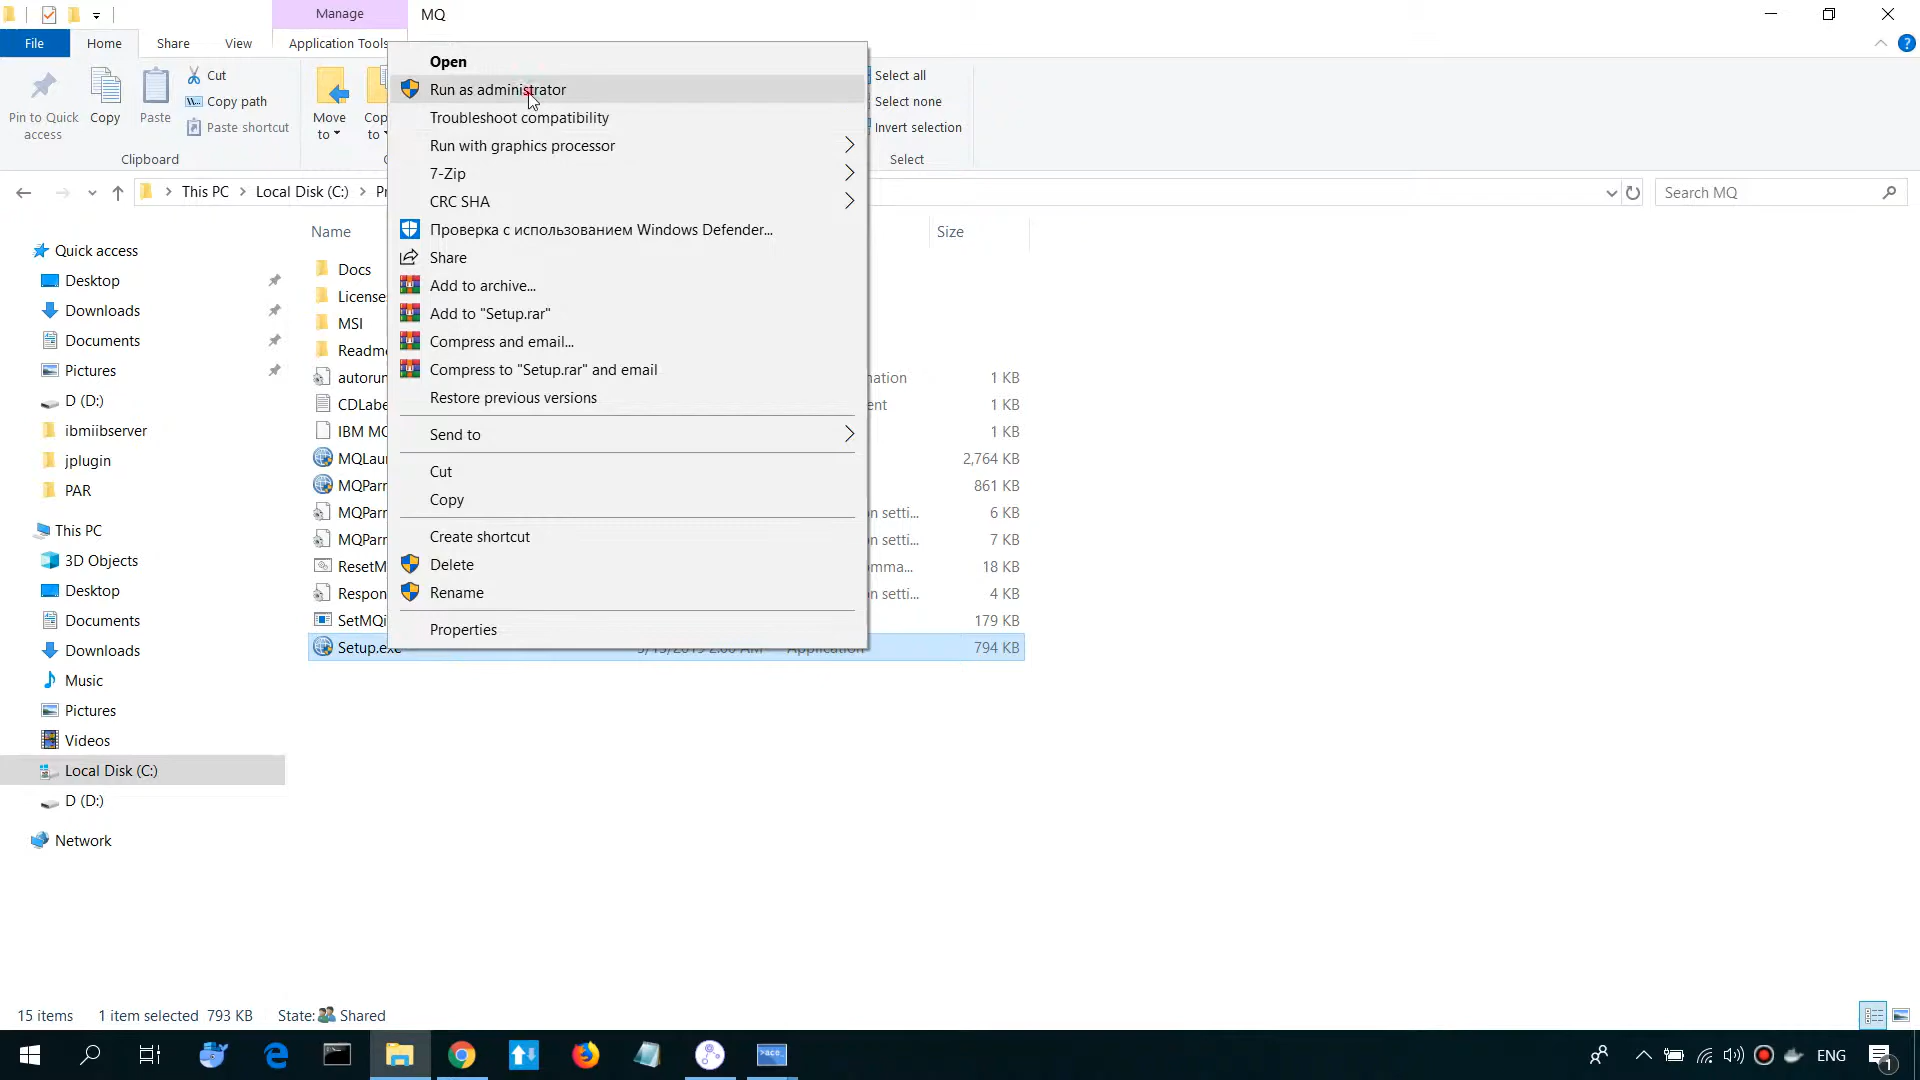 Manage
MQ
File
Home
Share
View
Application Tools
Pin to Quick
access
Copy
Paste
Cut
Copy path
Paste shortcut
Clipboard
Move
to
to
Select all
Select none
Invert selection
Select
Open
Run as administrator
Troubleshoot compatibility
Run with graphics processor
7-Zip
CRC SHA
Проверка с использованием Windows Defender...
Share
Add to archive...
Add to "Setup.rar"
Compress and email...
Compress to "Setup.rar" and email
Restore previous versions
Send to
Cut
Copy
Create shortcut
Delete
Rename
Properties
This PC
Local Disk (C:)
Search MQ
Name
Size
Docs
MSI
1 KB
1 KB
IBM MQ
1 KB
2,764 KB
861 KB
6 KB
7 KB
18 KB
4 KB
179 KB
Setup.exe
794 KB
Quick access
Desktop
Downloads
Documents
Pictures
D (D:)
ibmiibserver
jplugin
PAR
This PC
3D Objects
Desktop
Documents
Downloads
Music
Pictures
Videos
Local Disk (C:)
D (D:)
Network
15 items
1 item selected 793 KB
State: Shared
ENG
1